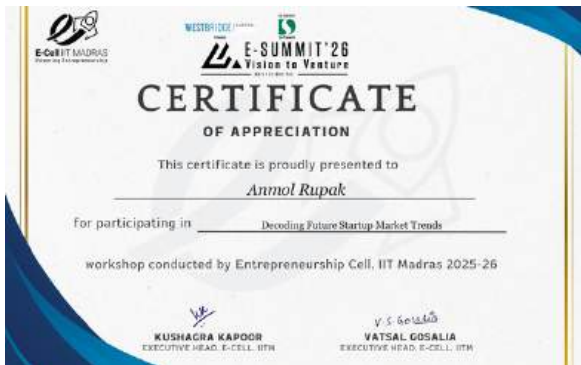 WESTBRIDGE
E-Cell IIT MADRAS
E-SUMMIT'26
Vision to Venture
CERTIFICATE
OF APPRECIATION
This certificate is proudly presented to
Anmol Rupak
for participating in Decoding Future Startup Market Trends
workshop conducted by Entrepreneurship Cell, IIT Madras 2025-26
V.S. Gosalia
KUSHAGRA KAPOOR VATSAL GOSALIA
EXECUTIVE HEAD, E-CELL, IITM EXECUTIVE HEAD, E-CELL, IITM